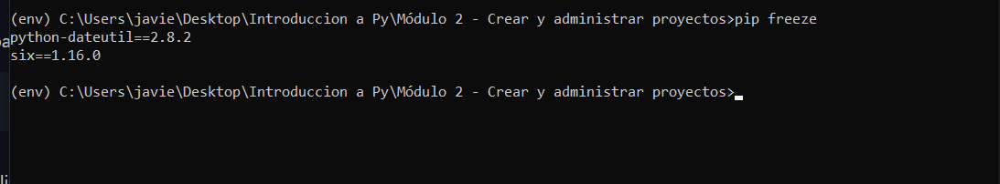 (env) C:\Users\javie\Desktop\Introduccion a Py\Módulo 2 - Crear y administrar proyectos>pip freeze
python-dateutil==2.8.2
six==1.16.0
(env) C:\Users\javie\Desktop\Introduccion a Py\Módulo 2 - Crear y administrar proyectos>